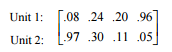 Unit 1: [.08 .24 .20 .96]
Unit 2: [.97 .30 .11 .05]